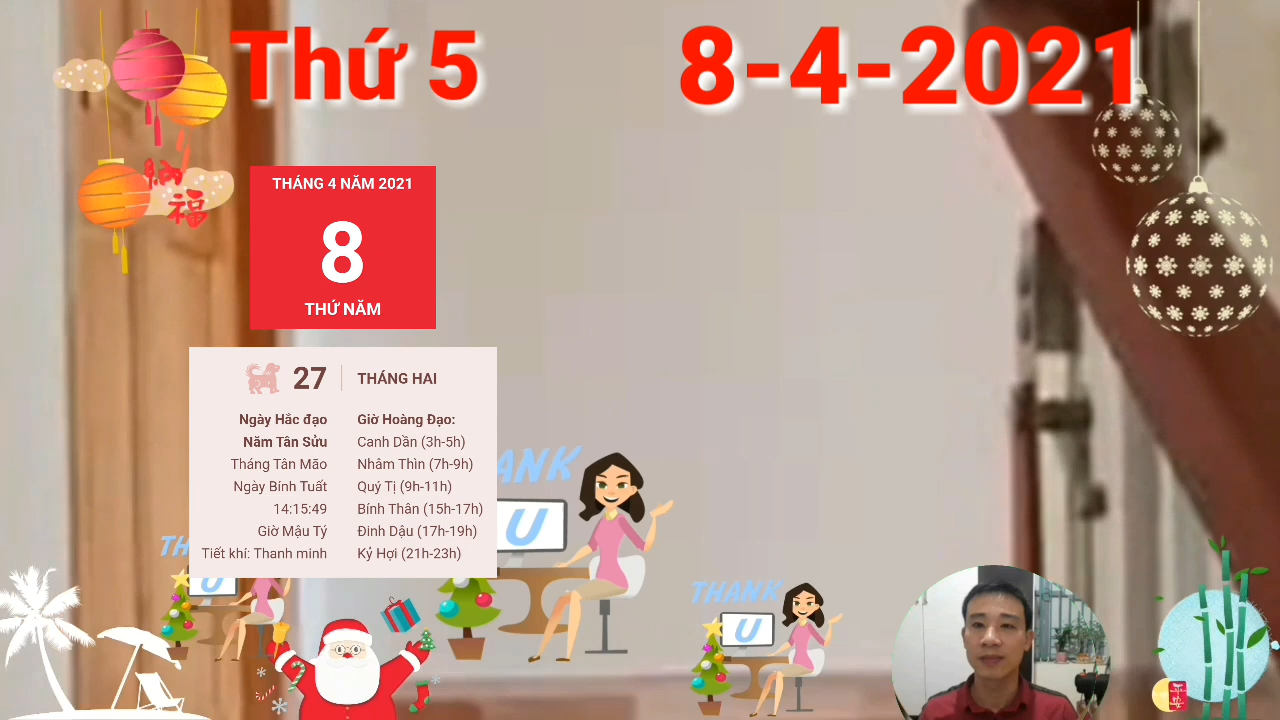 Thứ 5
8-4-2021
福
THÁNG 4 NĂM 2021
8
THỨ NĂM
27
THÁNG HAI
Ngày Hắc đạo
Năm Tân Sửu
Tháng Tân Mão
Ngày Bính Tuất
14:15:49
Giờ Mậu Tý
Tiết khí: Thanh minh
Giờ Hoàng Đạo:
Canh Dần (3h-5h)
Nhâm Thìn (7h-9h)
Quý Tị (9h-11h)
Bính Thân (15h-17h)
Đinh Dậu (17h-19h)
Kỷ Hợi (21h-23h)
ANK
U
TH
U
THANK
U